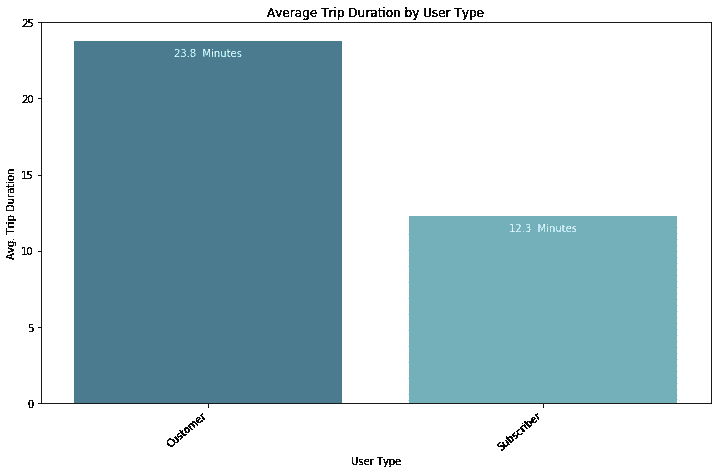 Average Trip Duration by User Type
25
20
15
10
5
0
Avg. Trip Duration
23.8 Minutes
12.3 Minutes
Customer
Subscriber
User Type